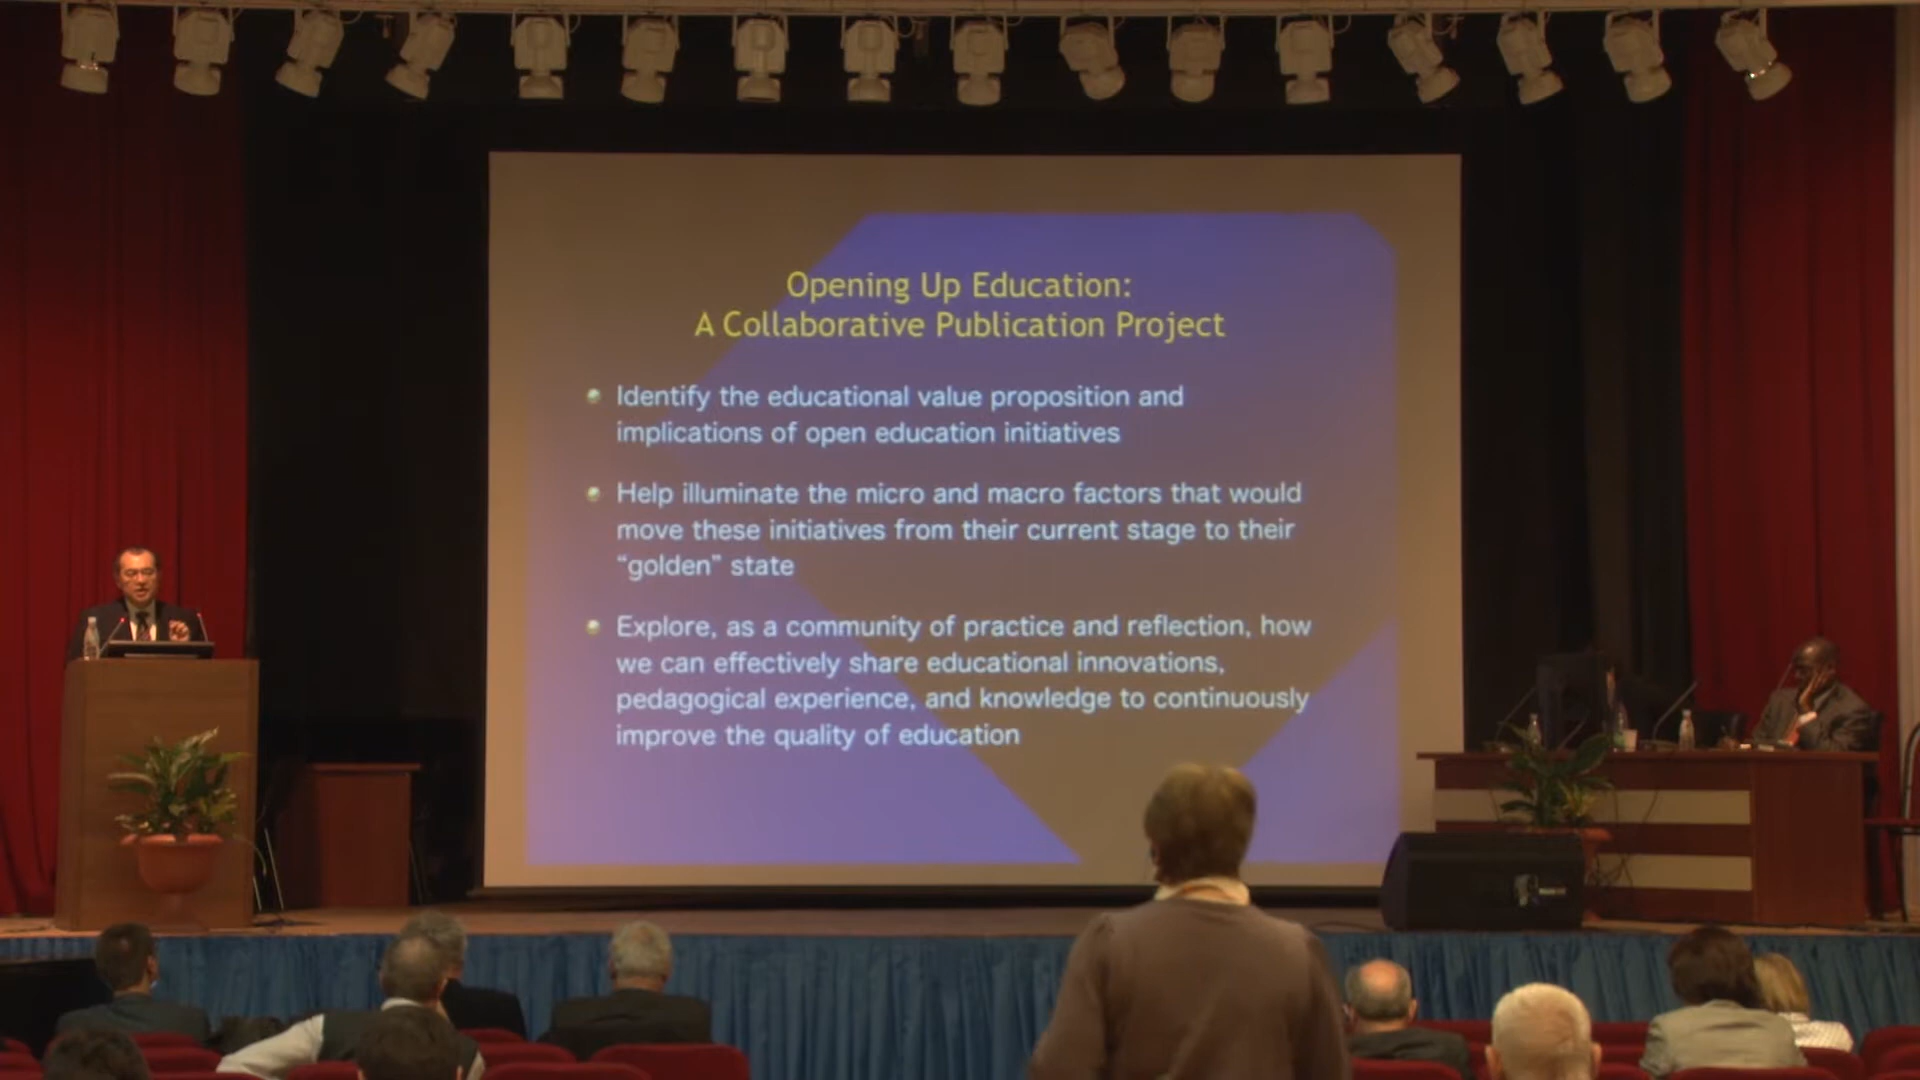 Opening Up Education:
A Collaborative Publication Project
Identify the educational value proposition and
implications of open education initiatives
Help illuminate the micro and macro factors that would
move these initiatives from their current stage to their
“golden” state
Explore, as a community of practice and reflection, how
we can effectively share educational innovations,
pedagogical experience, and knowledge to continuously
improve the quality of education